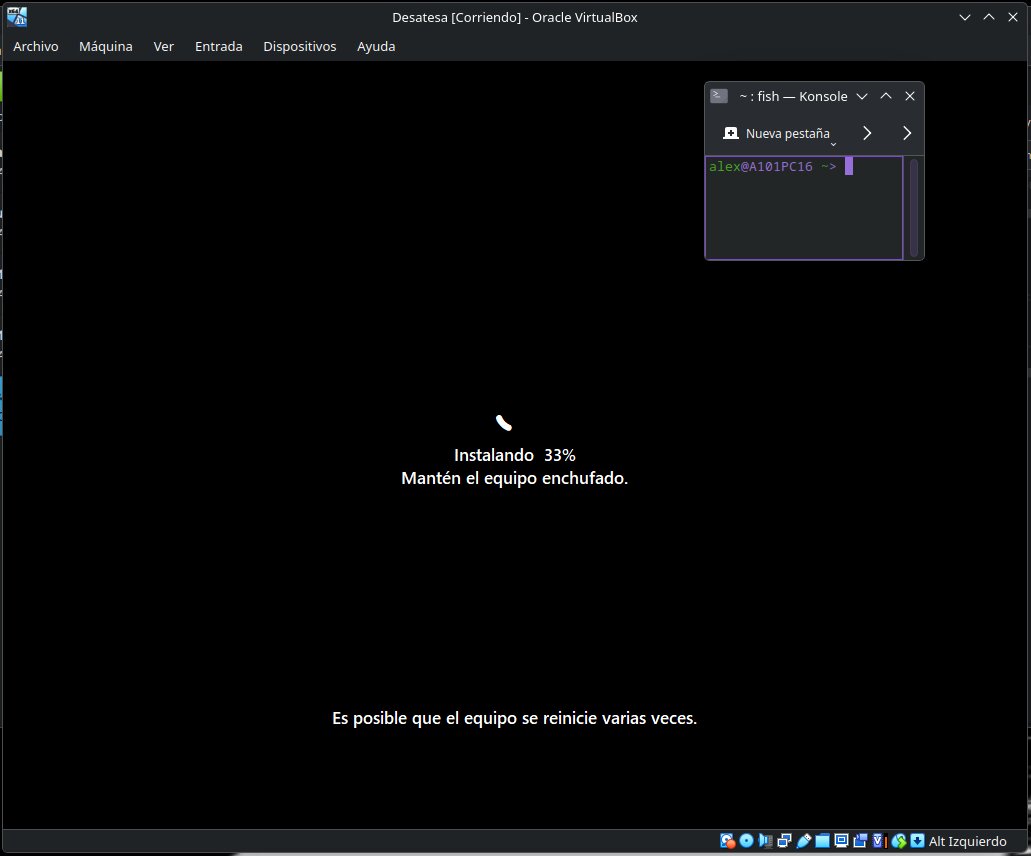 Desatesa [Corriendo] - Oracle VirtualBox
Archivo Máquina Ver Entrada Dispositivos Ayuda
~ : fish — Konsole
Nueva pestaña
alex@A101PC16 ~>
Instalando 33%
Mantén el equipo enchufado.
Es posible que el equipo se reinicie varias veces.
Alt Izquierdo